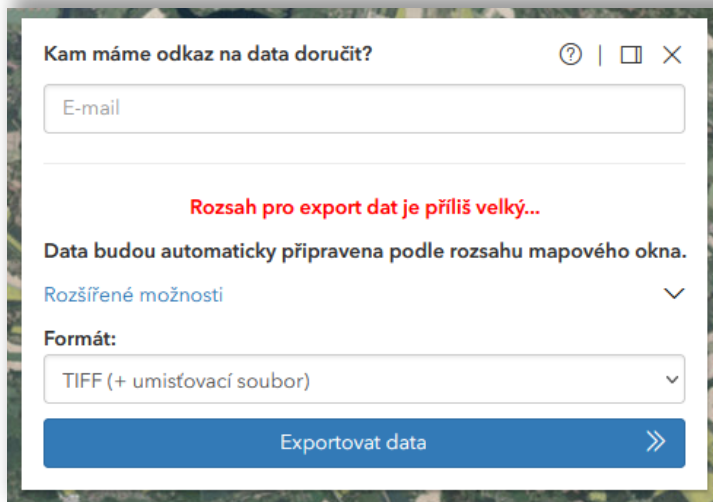 Kam máme odkaz na data doručit?
E-mail
Rozsah pro export dat je příliš velký...
Data budou automaticky připravena podle rozsahu mapového okna.
Rozšířené možnosti
Formát:
TIFF (+ umisťovací soubor)
Exportovat data